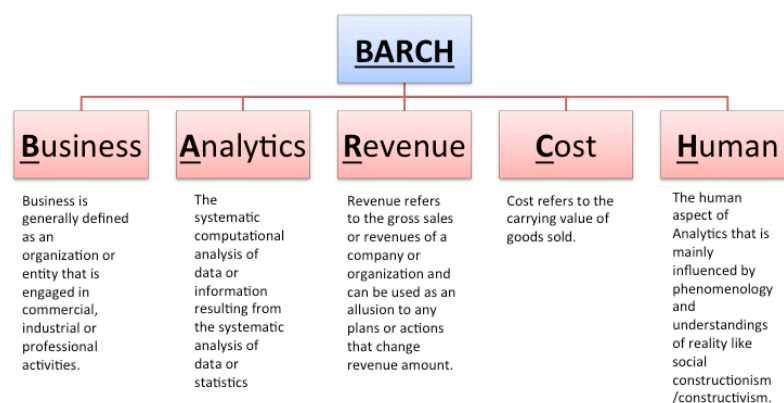 BARCH
Business
Analytics
Revenue
Cost
Human
Business is
generally defined
as an
organization or
entity that is
engaged in
commercial,
industrial or
professional
activities.
The
systematic
computational
analysis of
data or
information
resulting from
the systematic
analysis of
data or
statistics
Revenue refers
to the gross sales
or revenues of a
company or
organization and
can be used as an
allusion to any
plans or actions
that change
revenue amount.
Cost refers to the
carrying value of
goods sold.
The human
aspect of
Analytics that is
mainly
influenced by
phenomenology
and
understandings
of reality like
social
constructionism
/constructivism.